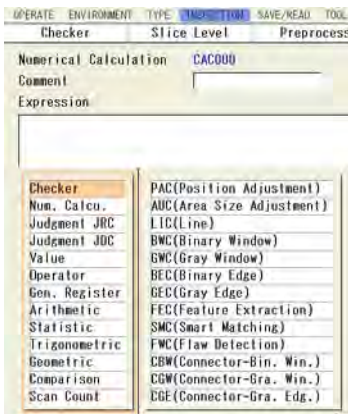 OPERATE ENVIRONMENT TYPE INSPECTION SAVE/READ TOOL
Checker Slice Level Preprocess
Numerical Calculation CAC000
Comment
Expression
Checker
Num. Calcu.
Judgment JRC
Judgment JDC
Value
Operator
Gen. Register
Arithmetic
Statistic
Trigonometric
Geometric
Comparison
Scan Count
PAC(Position Adjustment)
AUC(Area Size Adjustment)
LIC(Line)
BWC(Binary Window)
GWC(Gray Window)
BEC(Binary Edge)
GEC(Gray Edge)
FEC(Feature Extraction)
SMC(Smart Matching)
FWC(Flaw Detection)
CBW(Connector-Bin. Win.)
CGW(Connector-Gra. Win.)
CGE(Connector-Gra. Edg.)